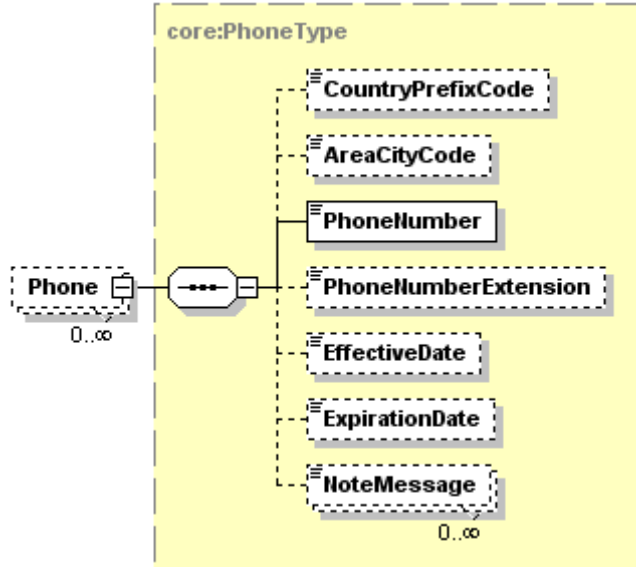 core:PhoneType
CountryPrefixCode
AreaCityCode
PhoneNumber
Phone
0..∞
PhoneNumberExtension
EffectiveDate
ExpirationDate
NoteMessage
0..∞